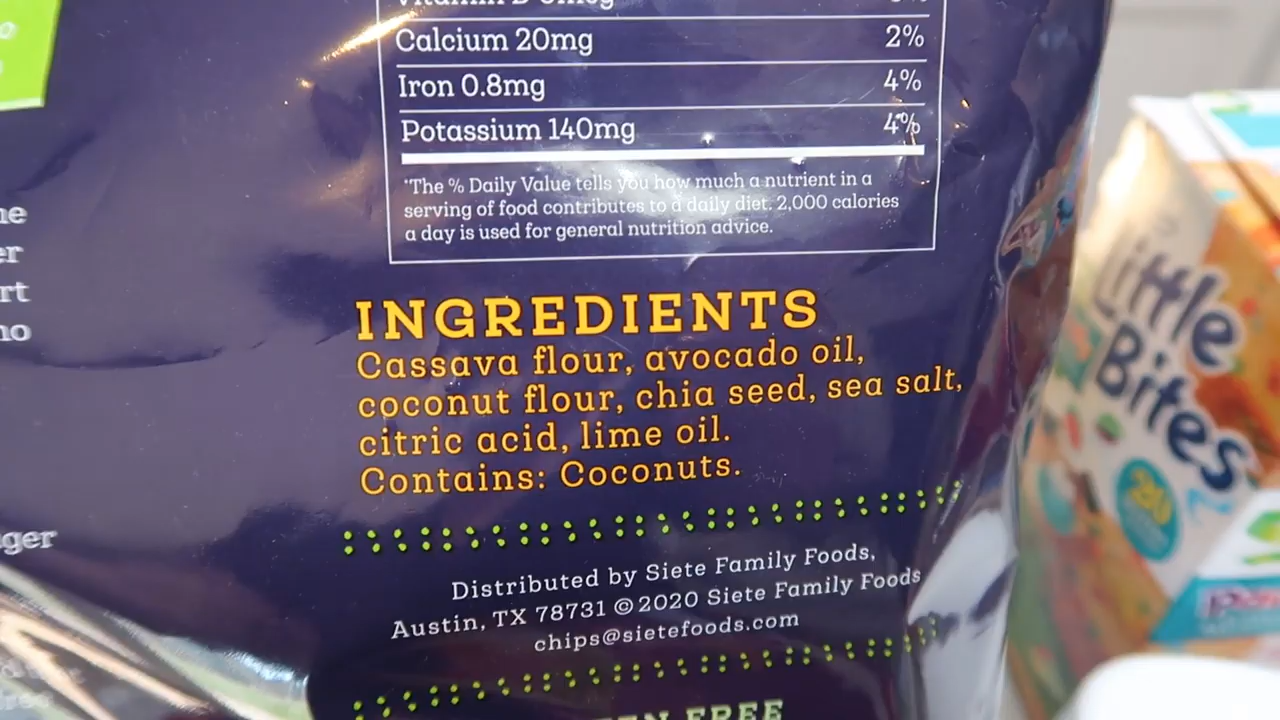 Calcium 20mg 2%
Iron 0.8mg 4%
Potassium 140mg 4%
*The % Daily Value tells you how much a nutrient in a
serving of food contributes to a daily diet. 2,000 calories
a day is used for general nutrition advice.
INGREDIENTS
Cassava flour, avocado oil,
coconut flour, chia seed, sea salt,
citric acid, lime oil.
Contains: Coconuts.
Distributed by Siete Family Foods,
Austin, TX 78731 ©2020 Siete Family Foods
chips@sietefoods.com
FREE
Little
Bites